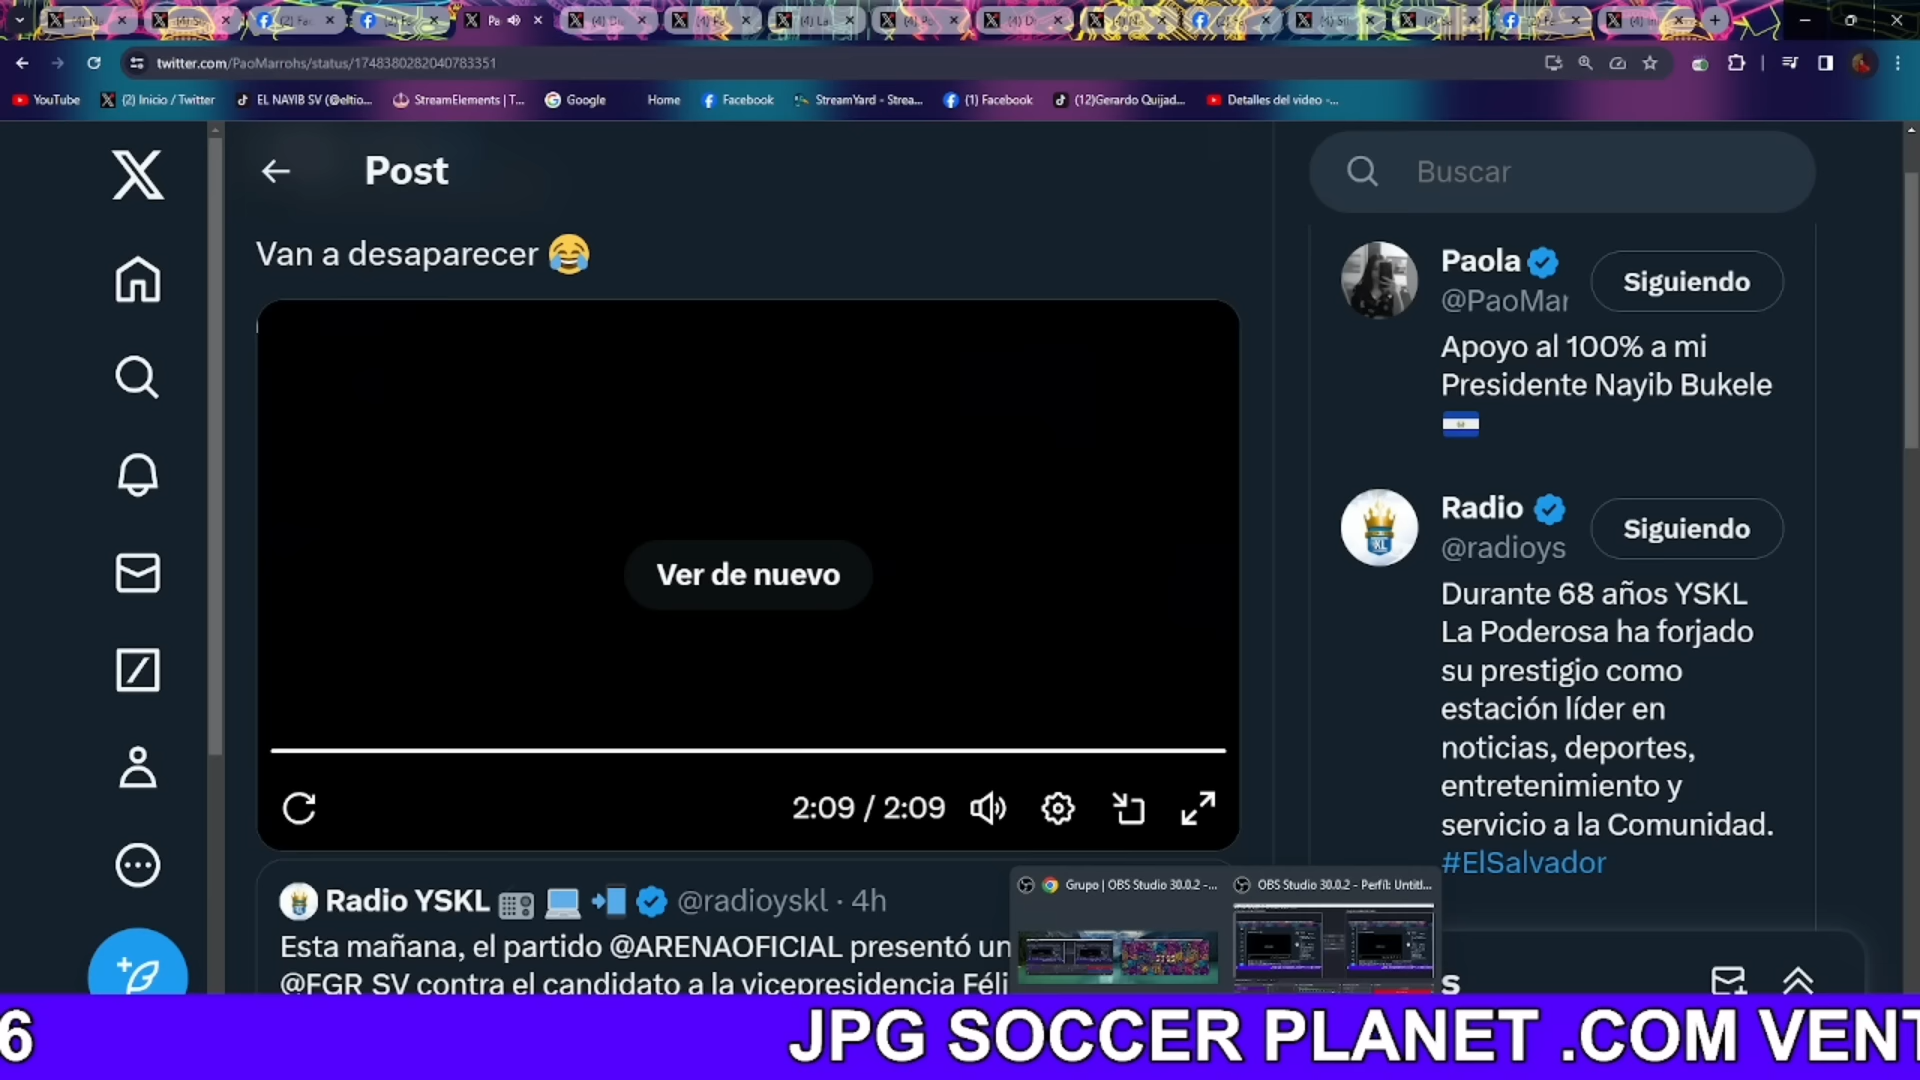 Pa
twitter.com/PaoMarrohs/status/1748380282040783351
YouTube
(2) Inicio / Twitter
EL NAYIB SV (@eltio...
StreamElements | T...
Google
Home
Facebook
StreamYard - Strea...
(1) Facebook
(12)Gerardo Quijad...
Detalles del video -...
Post
Buscar
Van a desaparecer 😂
Ver de nuevo
2:09 / 2:09
Paola
Siguiendo
@PaoMar
Apoyo al 100% a mi
Presidente Nayib Bukele
Radio
Siguiendo
@radioys
Durante 68 años YSKL
La Poderosa ha forjado
su prestigio como
estación líder en
noticias, deportes,
entretenimiento y
servicio a la Comunidad.
#ElSalvador
Radio YSKL 📻 💻 📲 @radioyskl · 4h
Esta mañana, el partido @ARENAOFICIAL presentó un
@FGR_SV contra el candidato a la vicepresidencia Féli
Grupo | OBS Studio 30.0.2 -...
OBS Studio 30.0.2 - Perfil: Untitl...
s
6 JPG SOCCER PLANET .COM VENT